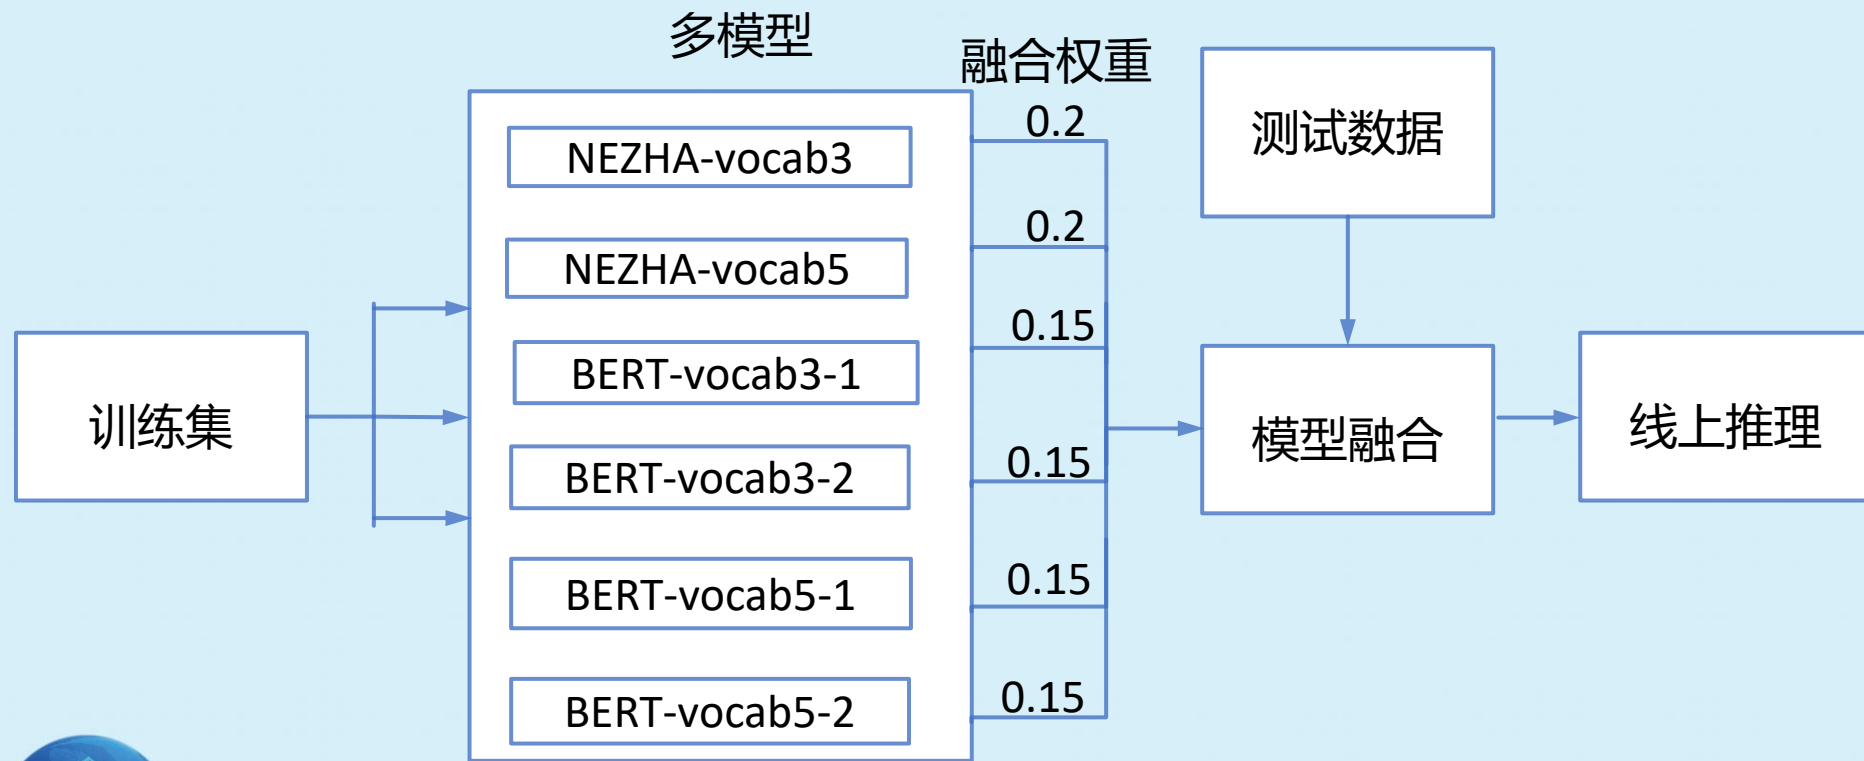 多模型
融合权重
训练集
NEZHA-vocab3
NEZHA-vocab5
BERT-vocab3-1
BERT-vocab3-2
BERT-vocab5-1
BERT-vocab5-2
0.2
0.2
0.15
0.15
0.15
0.15
测试数据
模型融合
线上推理